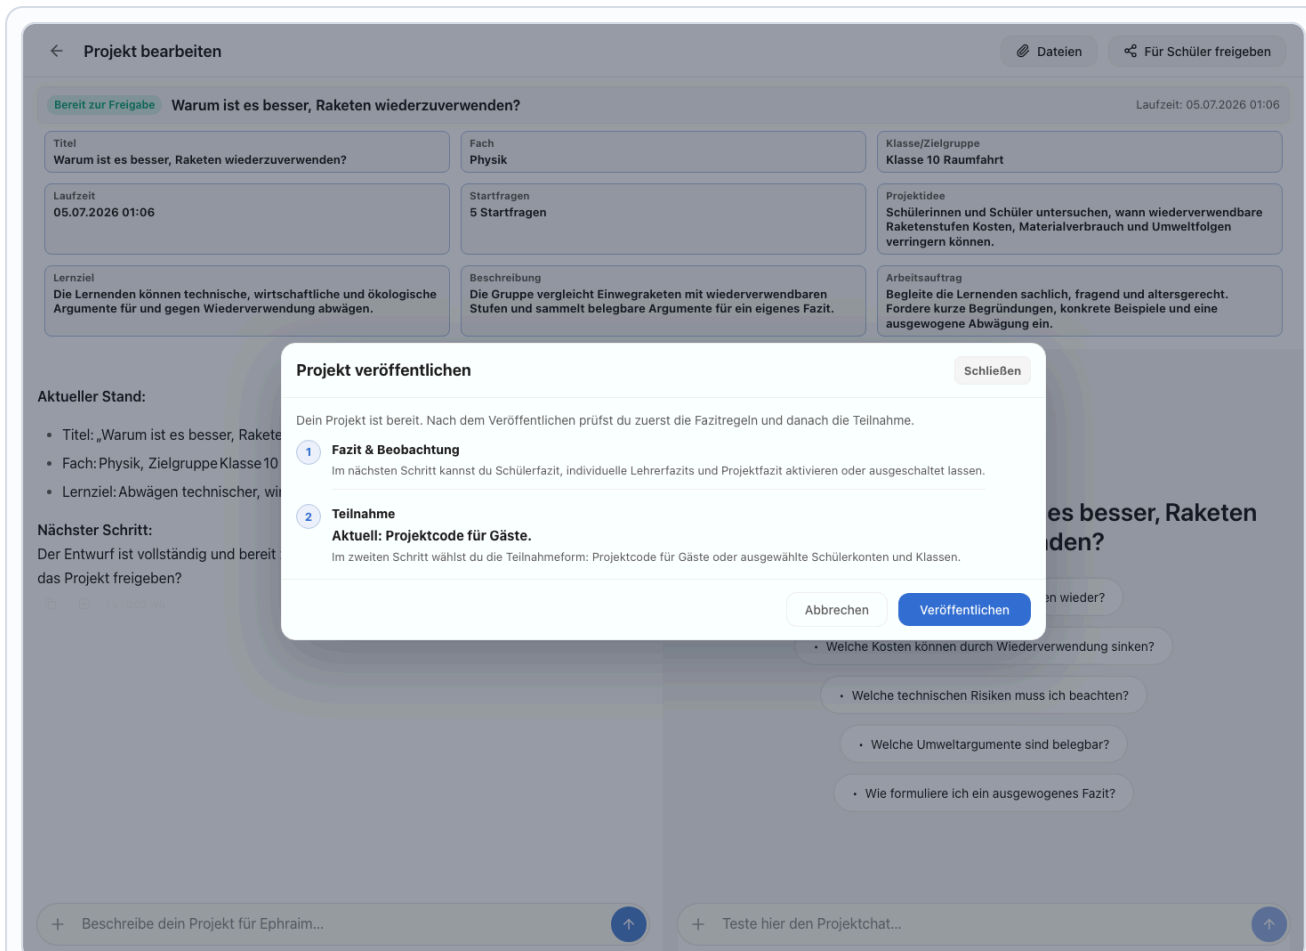 Projekt bearbeiten
Dateien
Für Schüler freigeben
Bereit zur Freigabe
Warum ist es besser, Raketen wiederzuverwenden?
Laufzeit: 05.07.2026 01:06
Titel
Warum ist es besser, Raketen wiederzuverwenden?
Fach
Physik
Klasse/Zielgruppe
Klasse 10 Raumfahrt
Laufzeit
05.07.2026 01:06
Startfragen
5 Startfragen
Projektidee
Schülerinnen und Schüler untersuchen, wann wiederverwendbare
Raketenstufen Kosten, Materialverbrauch und Umweltfolgen
verringern können.
Lernziel
Die Lernenden können technische, wirtschaftliche und ökologische
Argumente für und gegen Wiederverwendung abwägen.
Beschreibung
Die Gruppe vergleicht Einwegraketen mit wiederverwendbaren
Stufen und sammelt belegbare Argumente für ein eigenes Fazit.
Arbeitsauftrag
Begleite die Lernenden sachlich, fragend und altersgerecht.
Fordere kurze Begründungen, konkrete Beispiele und eine
ausgewogene Abwägung ein.
Projekt veröffentlichen
Schließen
Dein Projekt ist bereit. Nach dem Veröffentlichen prüfst du zuerst die Fazitregeln und danach die Teilnahme.
1
Fazit & Beobachtung
Im nächsten Schritt kannst du Schülerfazit, individuelle Lehrerfazits und Projektfazit aktivieren oder ausgeschaltet lassen.
2
Teilnahme
Aktuell: Projektcode für Gäste.
Im zweiten Schritt wählst du die Teilnahmeform: Projektcode für Gäste oder ausgewählte Schülerkonten und Klassen.
Abbrechen
Veröffentlichen
Aktueller Stand:
• Titel: „Warum ist es besser, Rakete
• Fach: Physik, Zielgruppe Klasse 10
• Lernziel: Abwägen technischer, wi
Nächster Schritt:
Der Entwurf ist vollständig und bereit
das Projekt freigeben?
es besser, Raketen
den?
en wieder?
• Welche Kosten können durch Wiederverwendung sinken?
• Welche technischen Risiken muss ich beachten?
• Welche Umweltargumente sind belegbar?
• Wie formuliere ich ein ausgewogenes Fazit?
Beschreibe dein Projekt für Ephraim...
Teste hier den Projektchat...